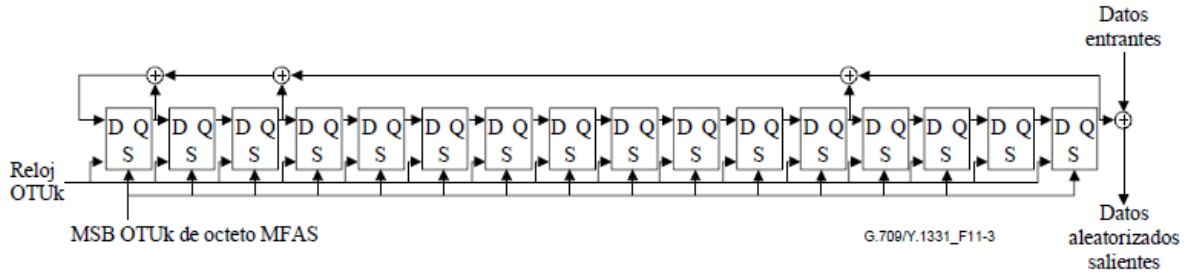 Datos
entrantes
D Q D Q D Q D Q D Q D Q D Q D Q D Q D Q D Q D Q D Q D Q D Q D Q
S S S S S S S S S S S S S S S S
Reloj
OTUk
MSB OTUk de octeto MFAS
G.709/Y.1331_F11-3
Datos
aleatorizados
salientes